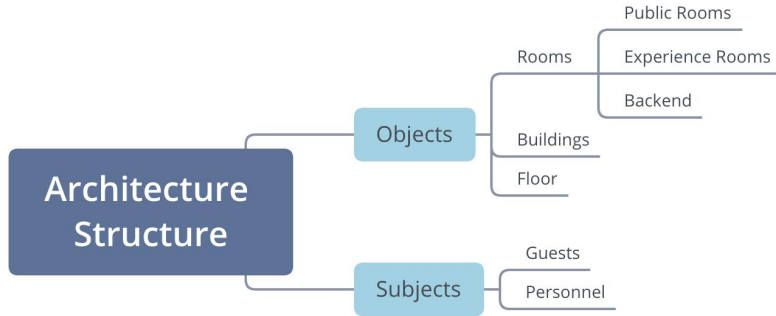 Architecture
Structure
Objects
Rooms
Public Rooms
Experience Rooms
Backend
Buildings
Floor
Subjects
Guests
Personnel